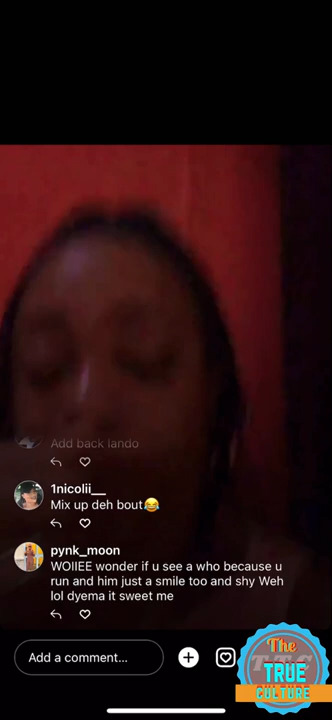 Add back lando
1nicolii__
Mix up deh bout😂
pynk_moon
WOIIEE wonder if u see a who because u
run and him just a smile too and shy Weh
lol dyema it sweet me
Add a comment...
The
TTC
TRUE
CULTURE